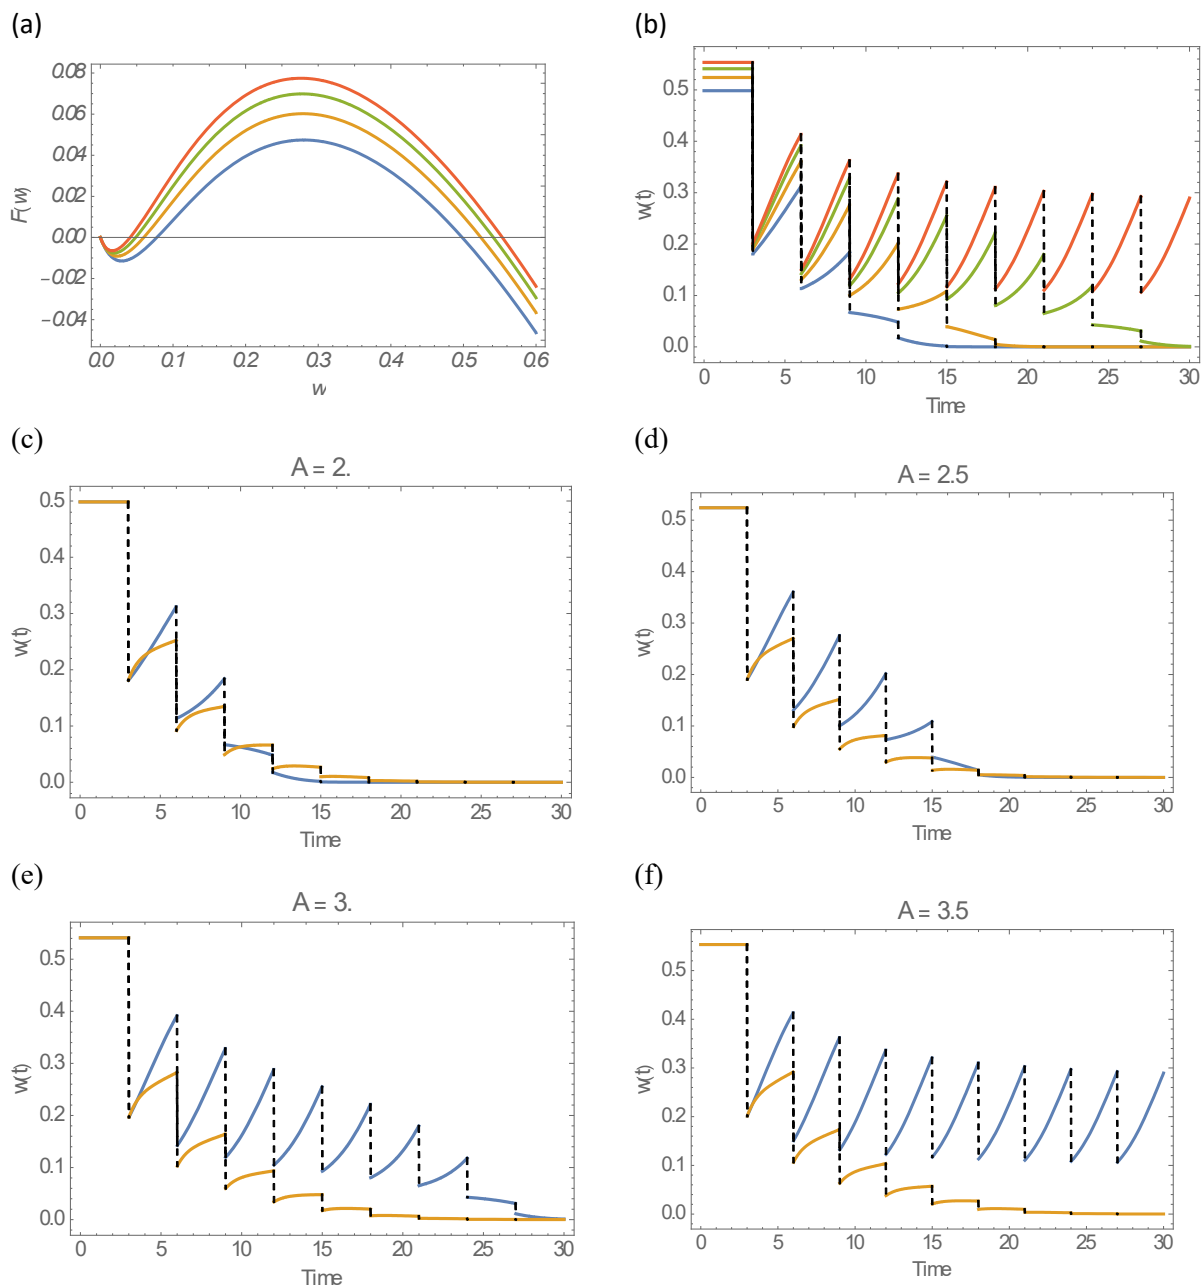 (a)
(b)
0.08
0.06
0.04
0.02
0.00
−0.02
−0.04
F(w)
0.0 0.1 0.2 0.3 0.4 0.5 0.6
w
0.5
0.4
0.3
0.2
0.1
0.0
w(t)
0 5 10 15 20 25 30
Time
(c)
(d)
A = 2.
0.5
0.4
0.3
0.2
0.1
0.0
w(t)
0 5 10 15 20 25 30
Time
A = 2.5
0.5
0.4
0.3
0.2
0.1
0.0
w(t)
0 5 10 15 20 25 30
Time
(e)
(f)
A = 3.
0.5
0.4
0.3
0.2
0.1
0.0
w(t)
0 5 10 15 20 25 30
Time
A = 3.5
0.5
0.4
0.3
0.2
0.1
0.0
w(t)
0 5 10 15 20 25 30
Time